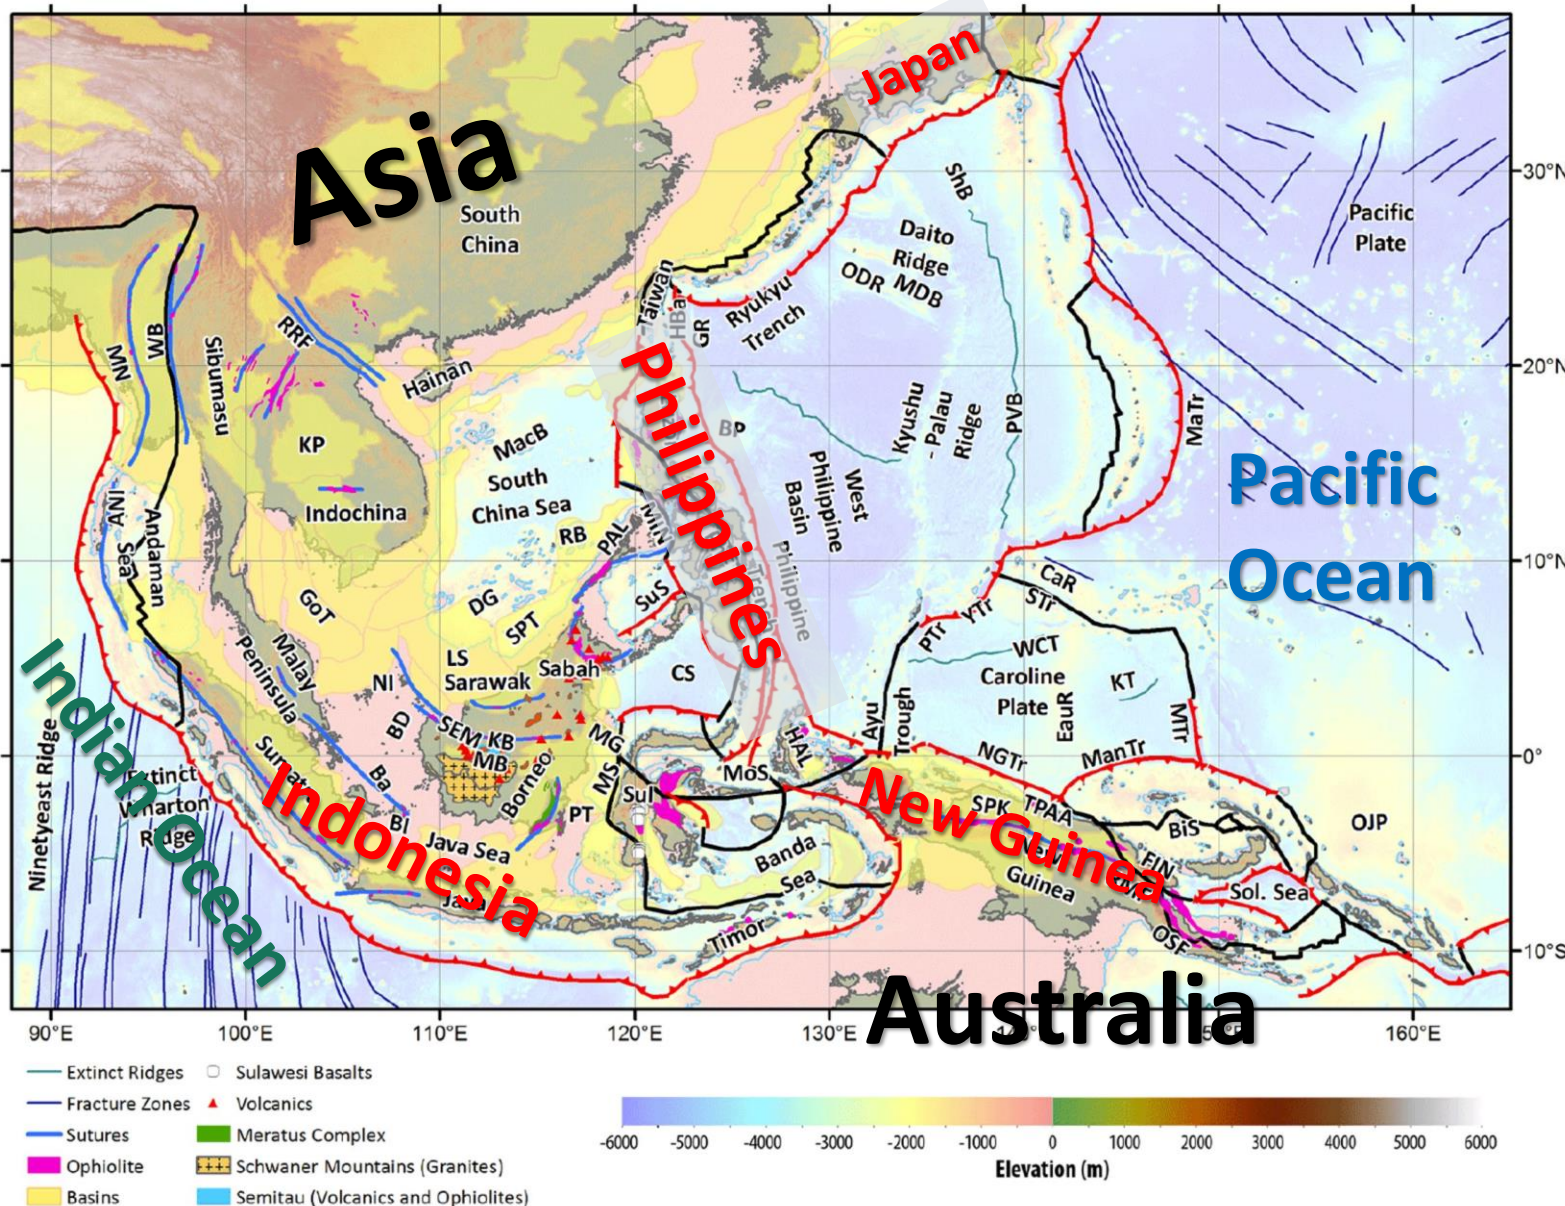 Japan
Asia
South
China
Pacific
Plate
30°N
ShB
Daito
Ridge
ODR MDB
Taiwan
GR
Ryukyu
Trench
MN
WB
Sibumasu
RRF
Hainan
20°N
Philippines
BP
Kyushu
- Palau
Ridge
PVB
MaTr
KP
MacB
South
China Sea
West
Philippine
Basin
Pacific
Ocean
ANI
Andaman
Sea
Indochina
RB
PAL
MIN
Philippine
Trench
10°N
CaR
STr
YTr
PTr
GoT
DG
SPT
SuS
WCT
Caroline
Plate
KT
EauR
MTr
Malay
Peninsula
NI
LS
Sarawak
Sabah
CS
BD
SEM
KB
MB
Borneo
MG
MS
HAL
Ayu
Trough
NGTr
ManTr
0°
Indian Ocean
Ninetyeast Ridge
Extinct
Wharton
Ridge
Sumatra
Ba
BI
Indonesia
Java Sea
Java
PT
Sul
MoS
Banda
Sea
Timor
New Guinea
SPK
TPAA
New
Guinea
FIN
BiS
OJP
Sol. Sea
OSF
10°S
Australia
90°E
100°E
110°E
120°E
130°E
160°E
Extinct Ridges
Fracture Zones
Sutures
Ophiolite
Basins
Sulawesi Basalts
Volcanics
Meratus Complex
Schwaner Mountains (Granites)
Semitau (Volcanics and Ophiolites)
-6000 -5000 -4000 -3000 -2000 -1000 0 1000 2000 3000 4000 5000 6000
Elevation (m)